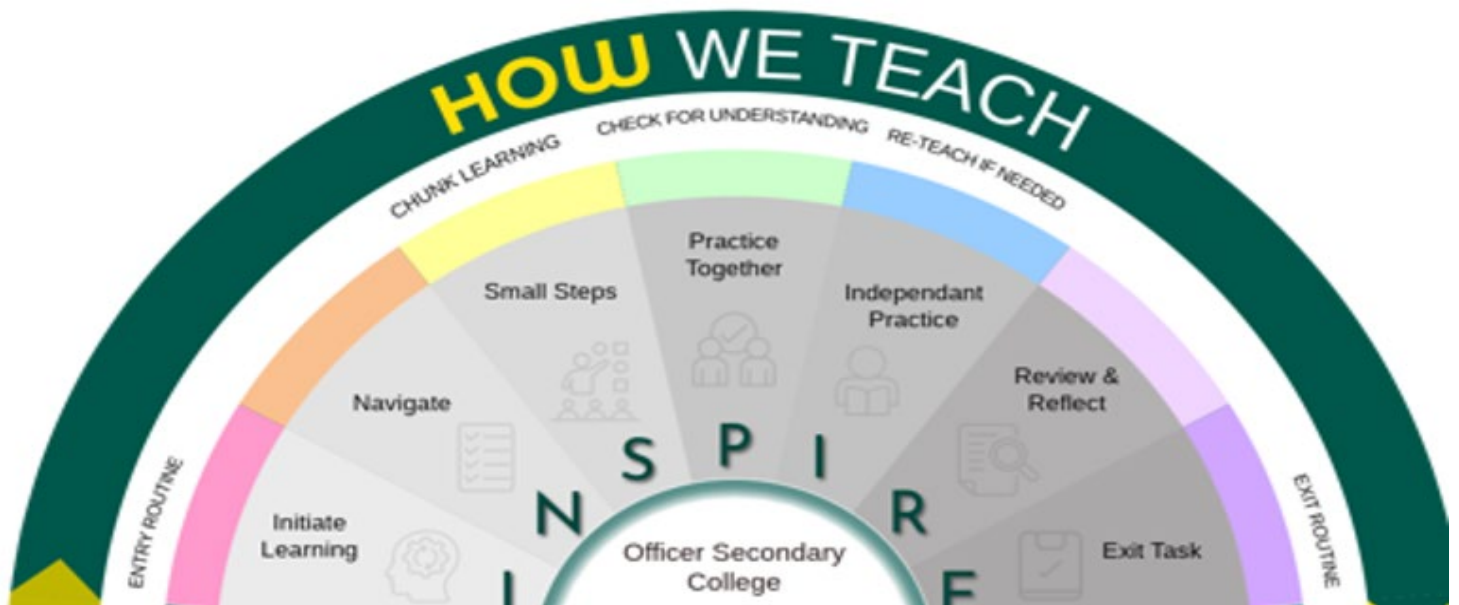 HOW WE TEACH
ENTRY ROUTINE
CHUNK LEARNING
CHECK FOR UNDERSTANDING
RE-TEACH IF NEEDED
EXIT ROUTINE
Initiate
Learning
Navigate
Small Steps
Practice
Together
Independant
Practice
Review &
Reflect
Exit Task
I N S P I R E
Officer Secondary
College